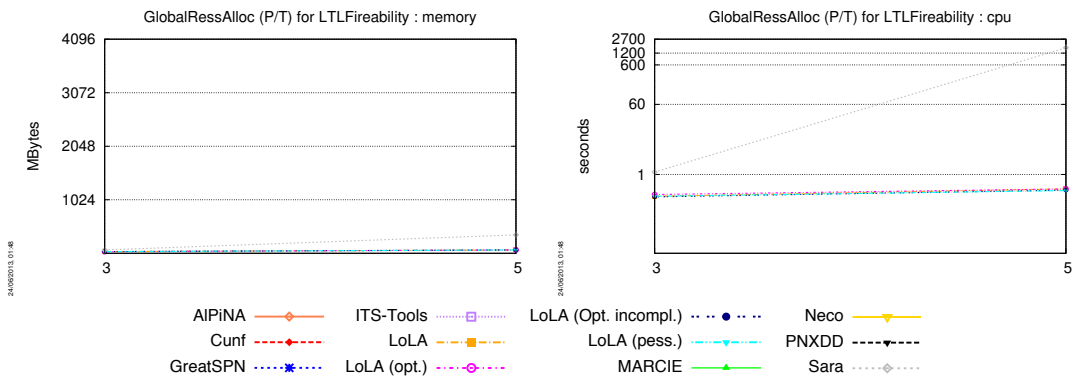 GlobalRessAlloc (P/T) for LTLFireability : memory
4096
3072
2048
1024
MBytes
3
5
24/06/2013, 01:48
GlobalRessAlloc (P/T) for LTLFireability : cpu
2700
1200
600
60
1
seconds
3
5
24/06/2013, 01:48
AlPiNA
Cunf
GreatSPN
ITS-Tools
LoLA
LoLA (opt.)
LoLA (Opt. incompl.)
LoLA (pess.)
MARCIE
Neco
PNXDD
Sara